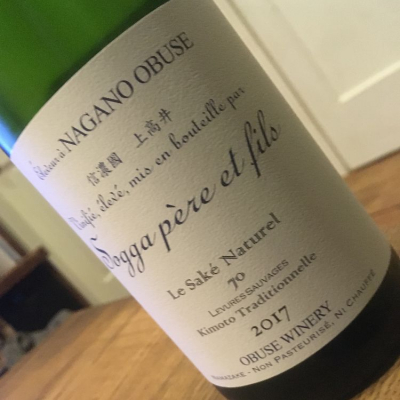 Éleveur à NAGANO OBUSE
信濃國 上高井
Vinifié, élevé, mis en bouteille par
Sogga père et fils
Le Saké Naturel
LEVURES SAUVAGES
Kimoto Traditionnelle
2017
OBUSE WINERY
NON PASTEURISÉ, NI CHAUFFÉ